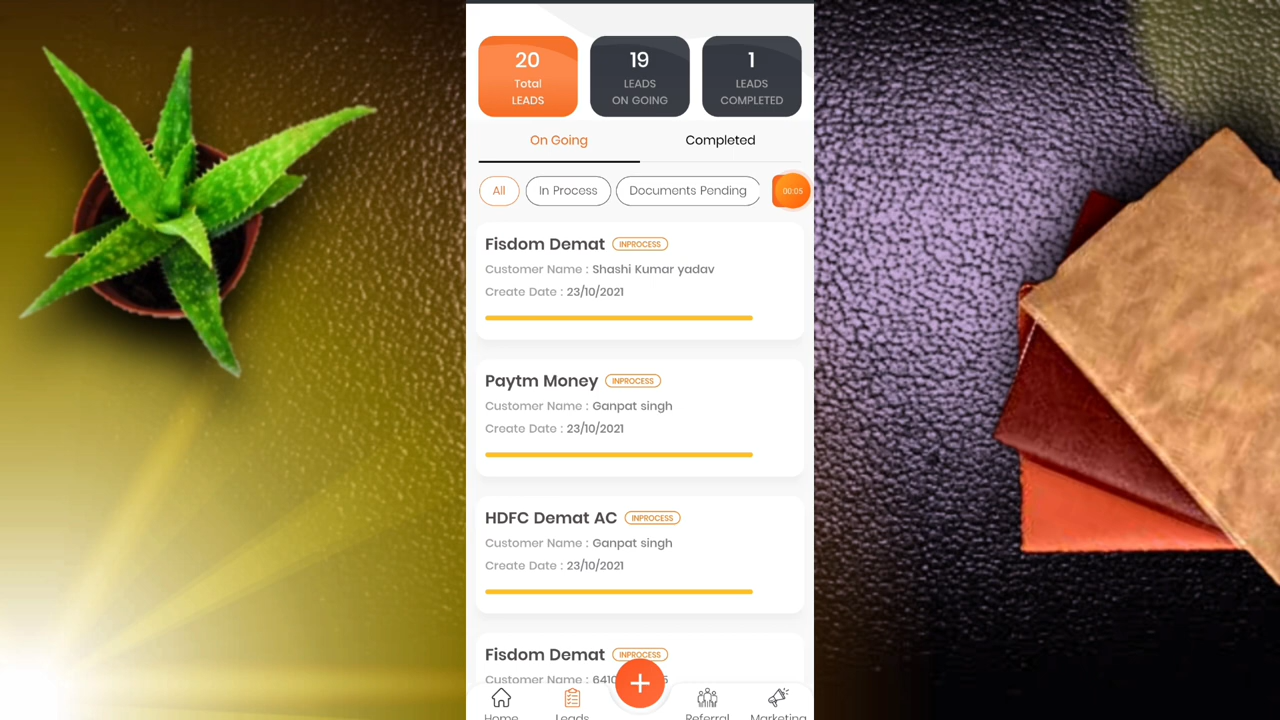 20
Total
LEADS
19
LEADS
ON GOING
1
LEADS
COMPLETED
On Going
Completed
All
In Process
Documents Pending
00:05
Fisdom Demat INPROCESS
Customer Name : Shashi Kumar yadav
Create Date : 23/10/2021
Paytm Money INPROCESS
Customer Name : Ganpat singh
Create Date : 23/10/2021
HDFC Demat AC INPROCESS
Customer Name : Ganpat singh
Create Date : 23/10/2021
Fisdom Demat INPROCESS
Customer Name :
+
Home
Leads
Referral
Marketing